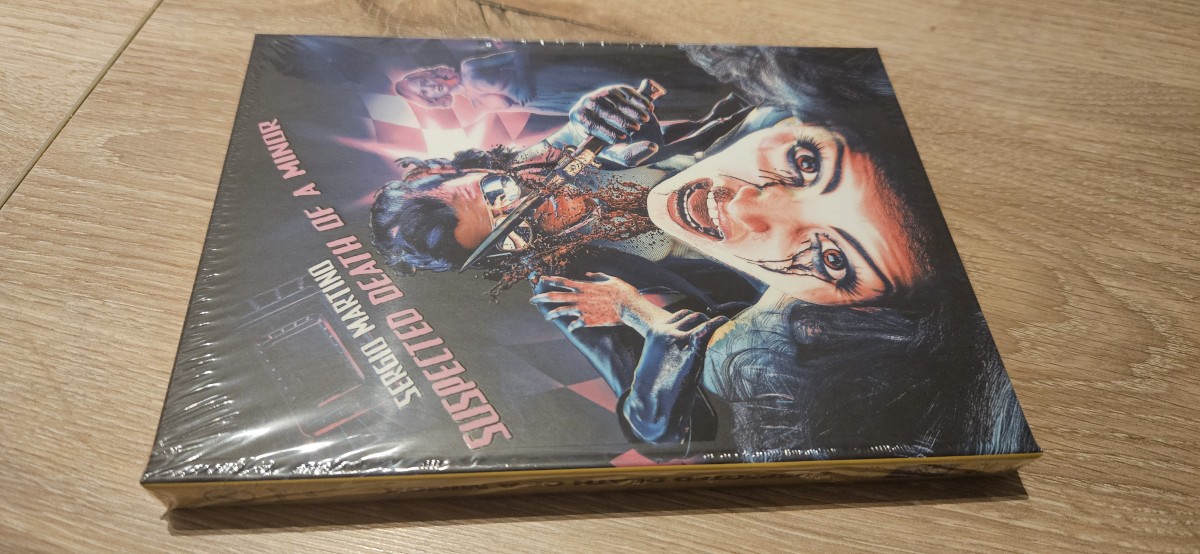 SERGIO MARTINO
SUSPECTED DEATH OF A MINOR